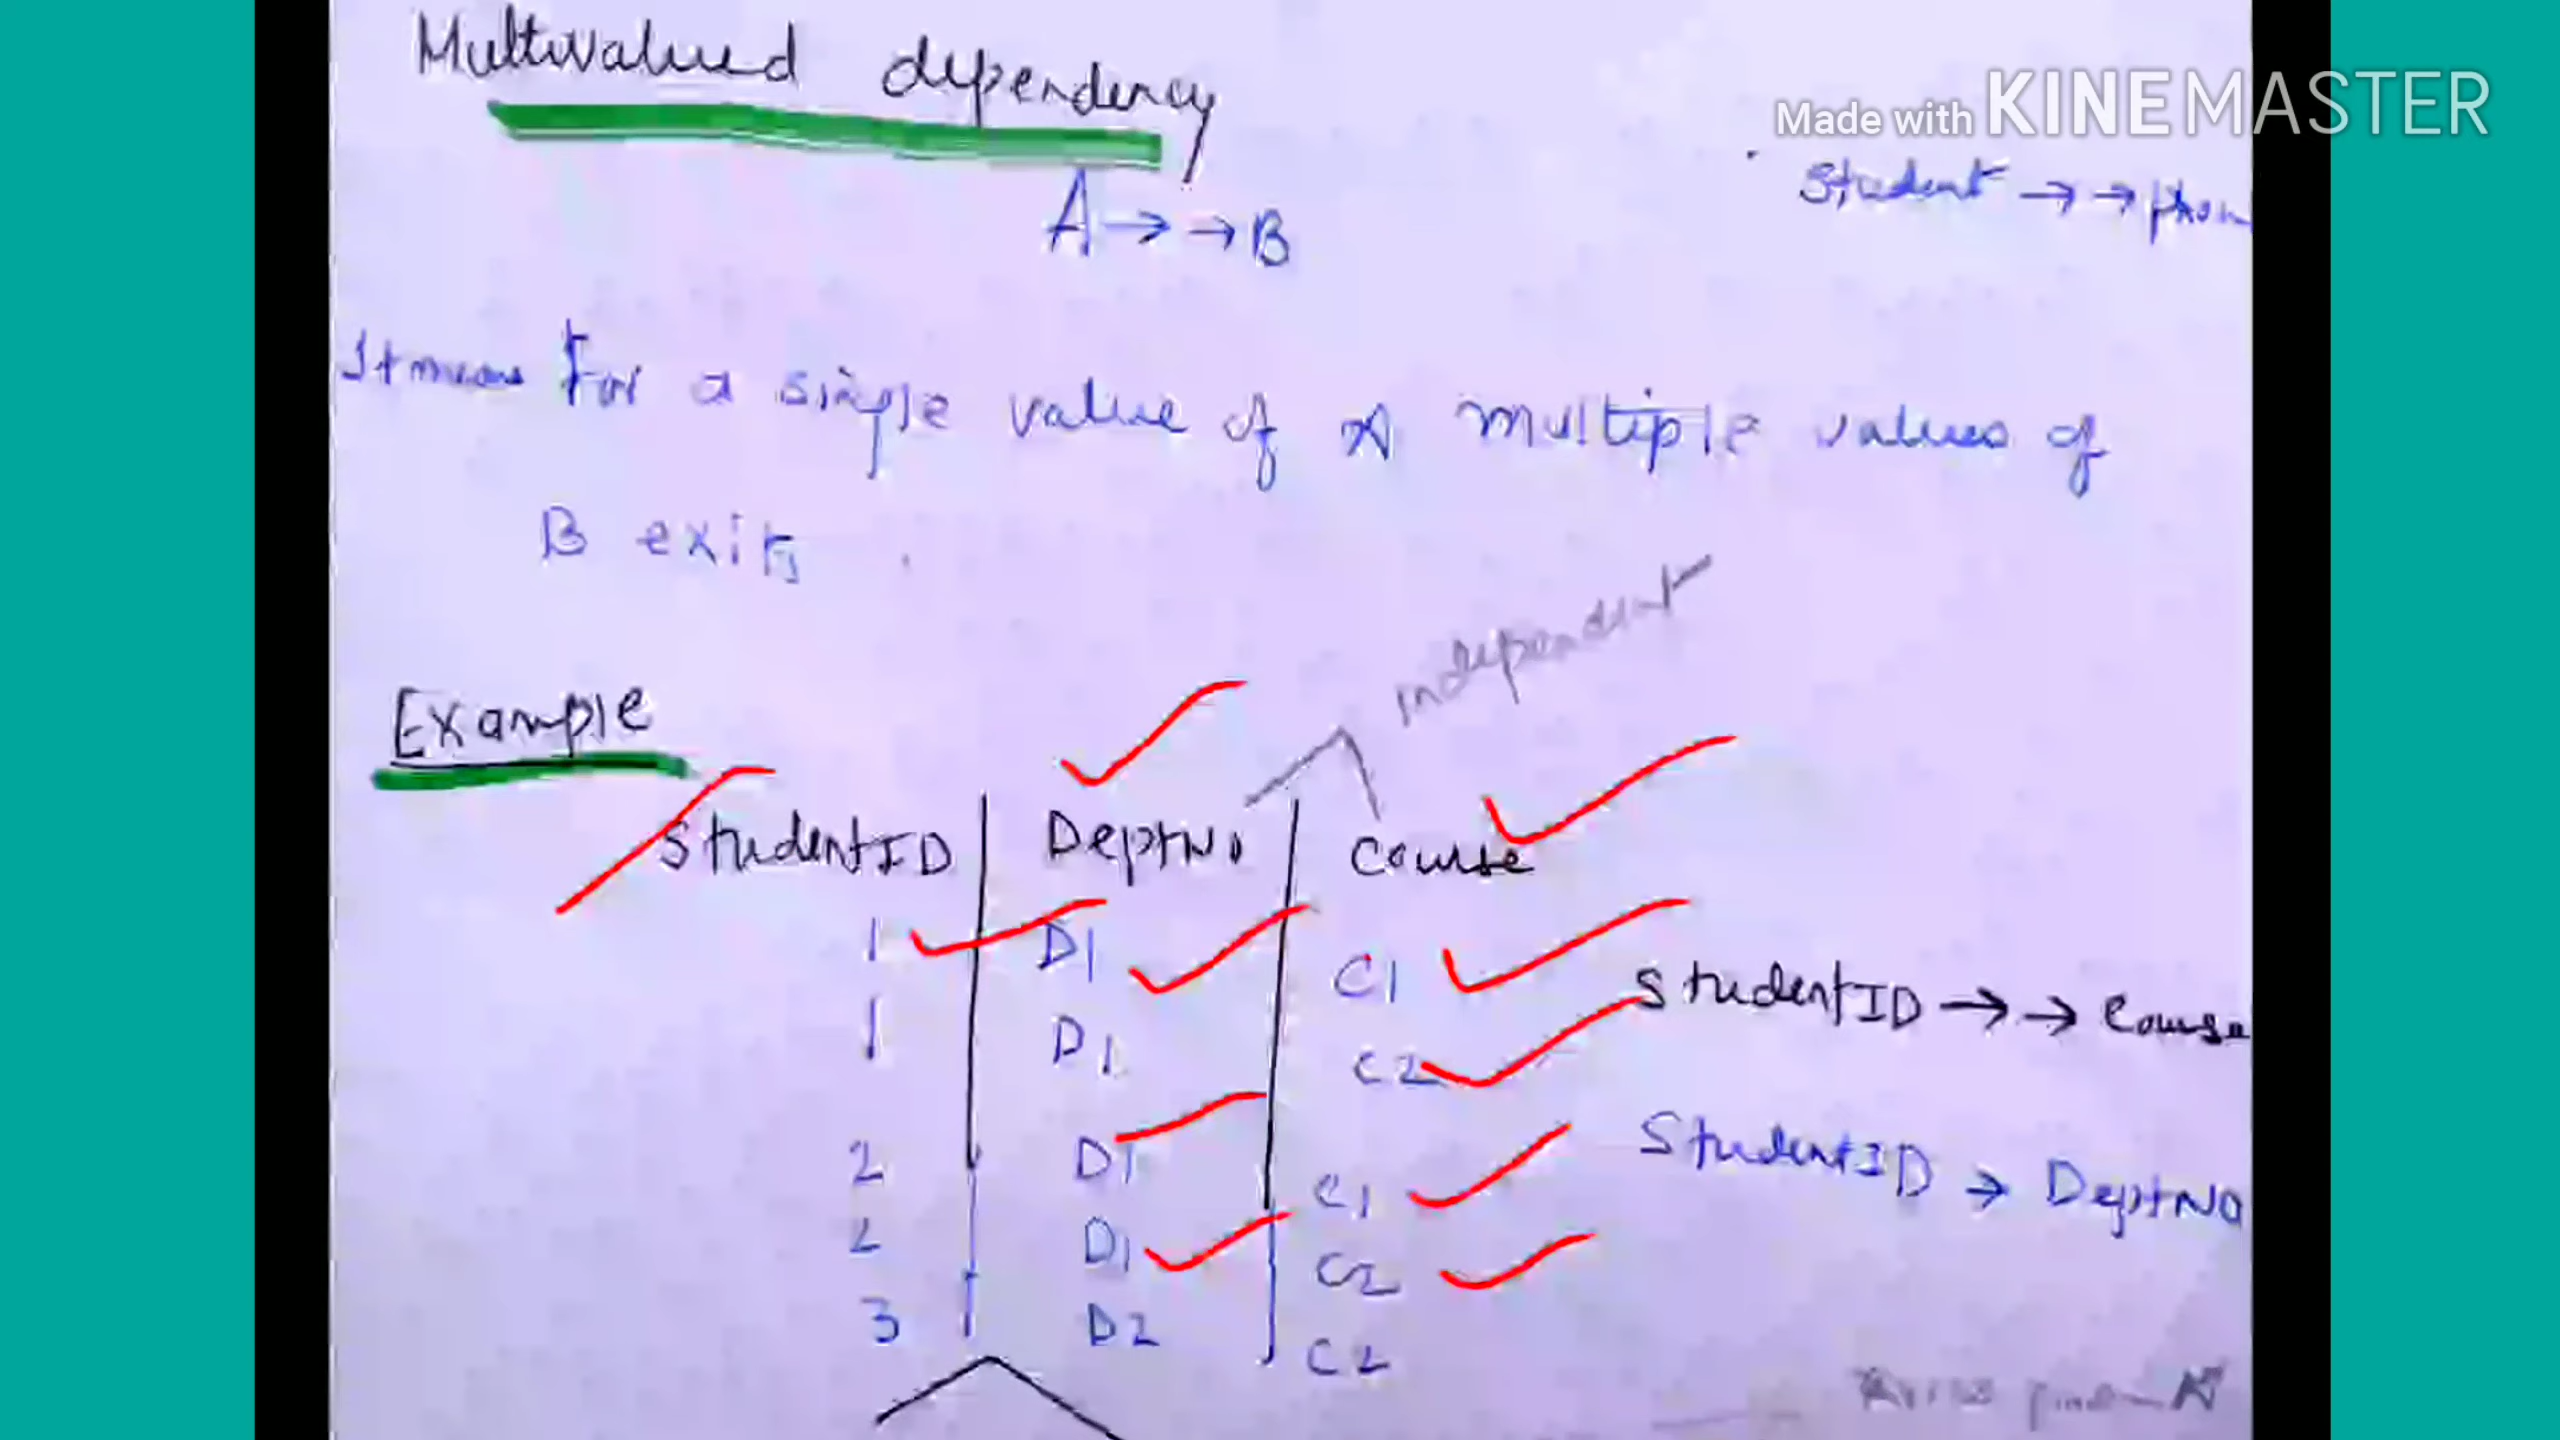 Multivalued dependency
Made with KINEMASTER
A → → B
Student → →
It means for a single value of A multiple values of
B exits
independent
Example
StudentID DeptNo Course
1 D1 C1
StudentID → → Course
1 D1 C2
2 D1 C1
StudentID → DeptNo
2 D1 C2
3 D2 C2